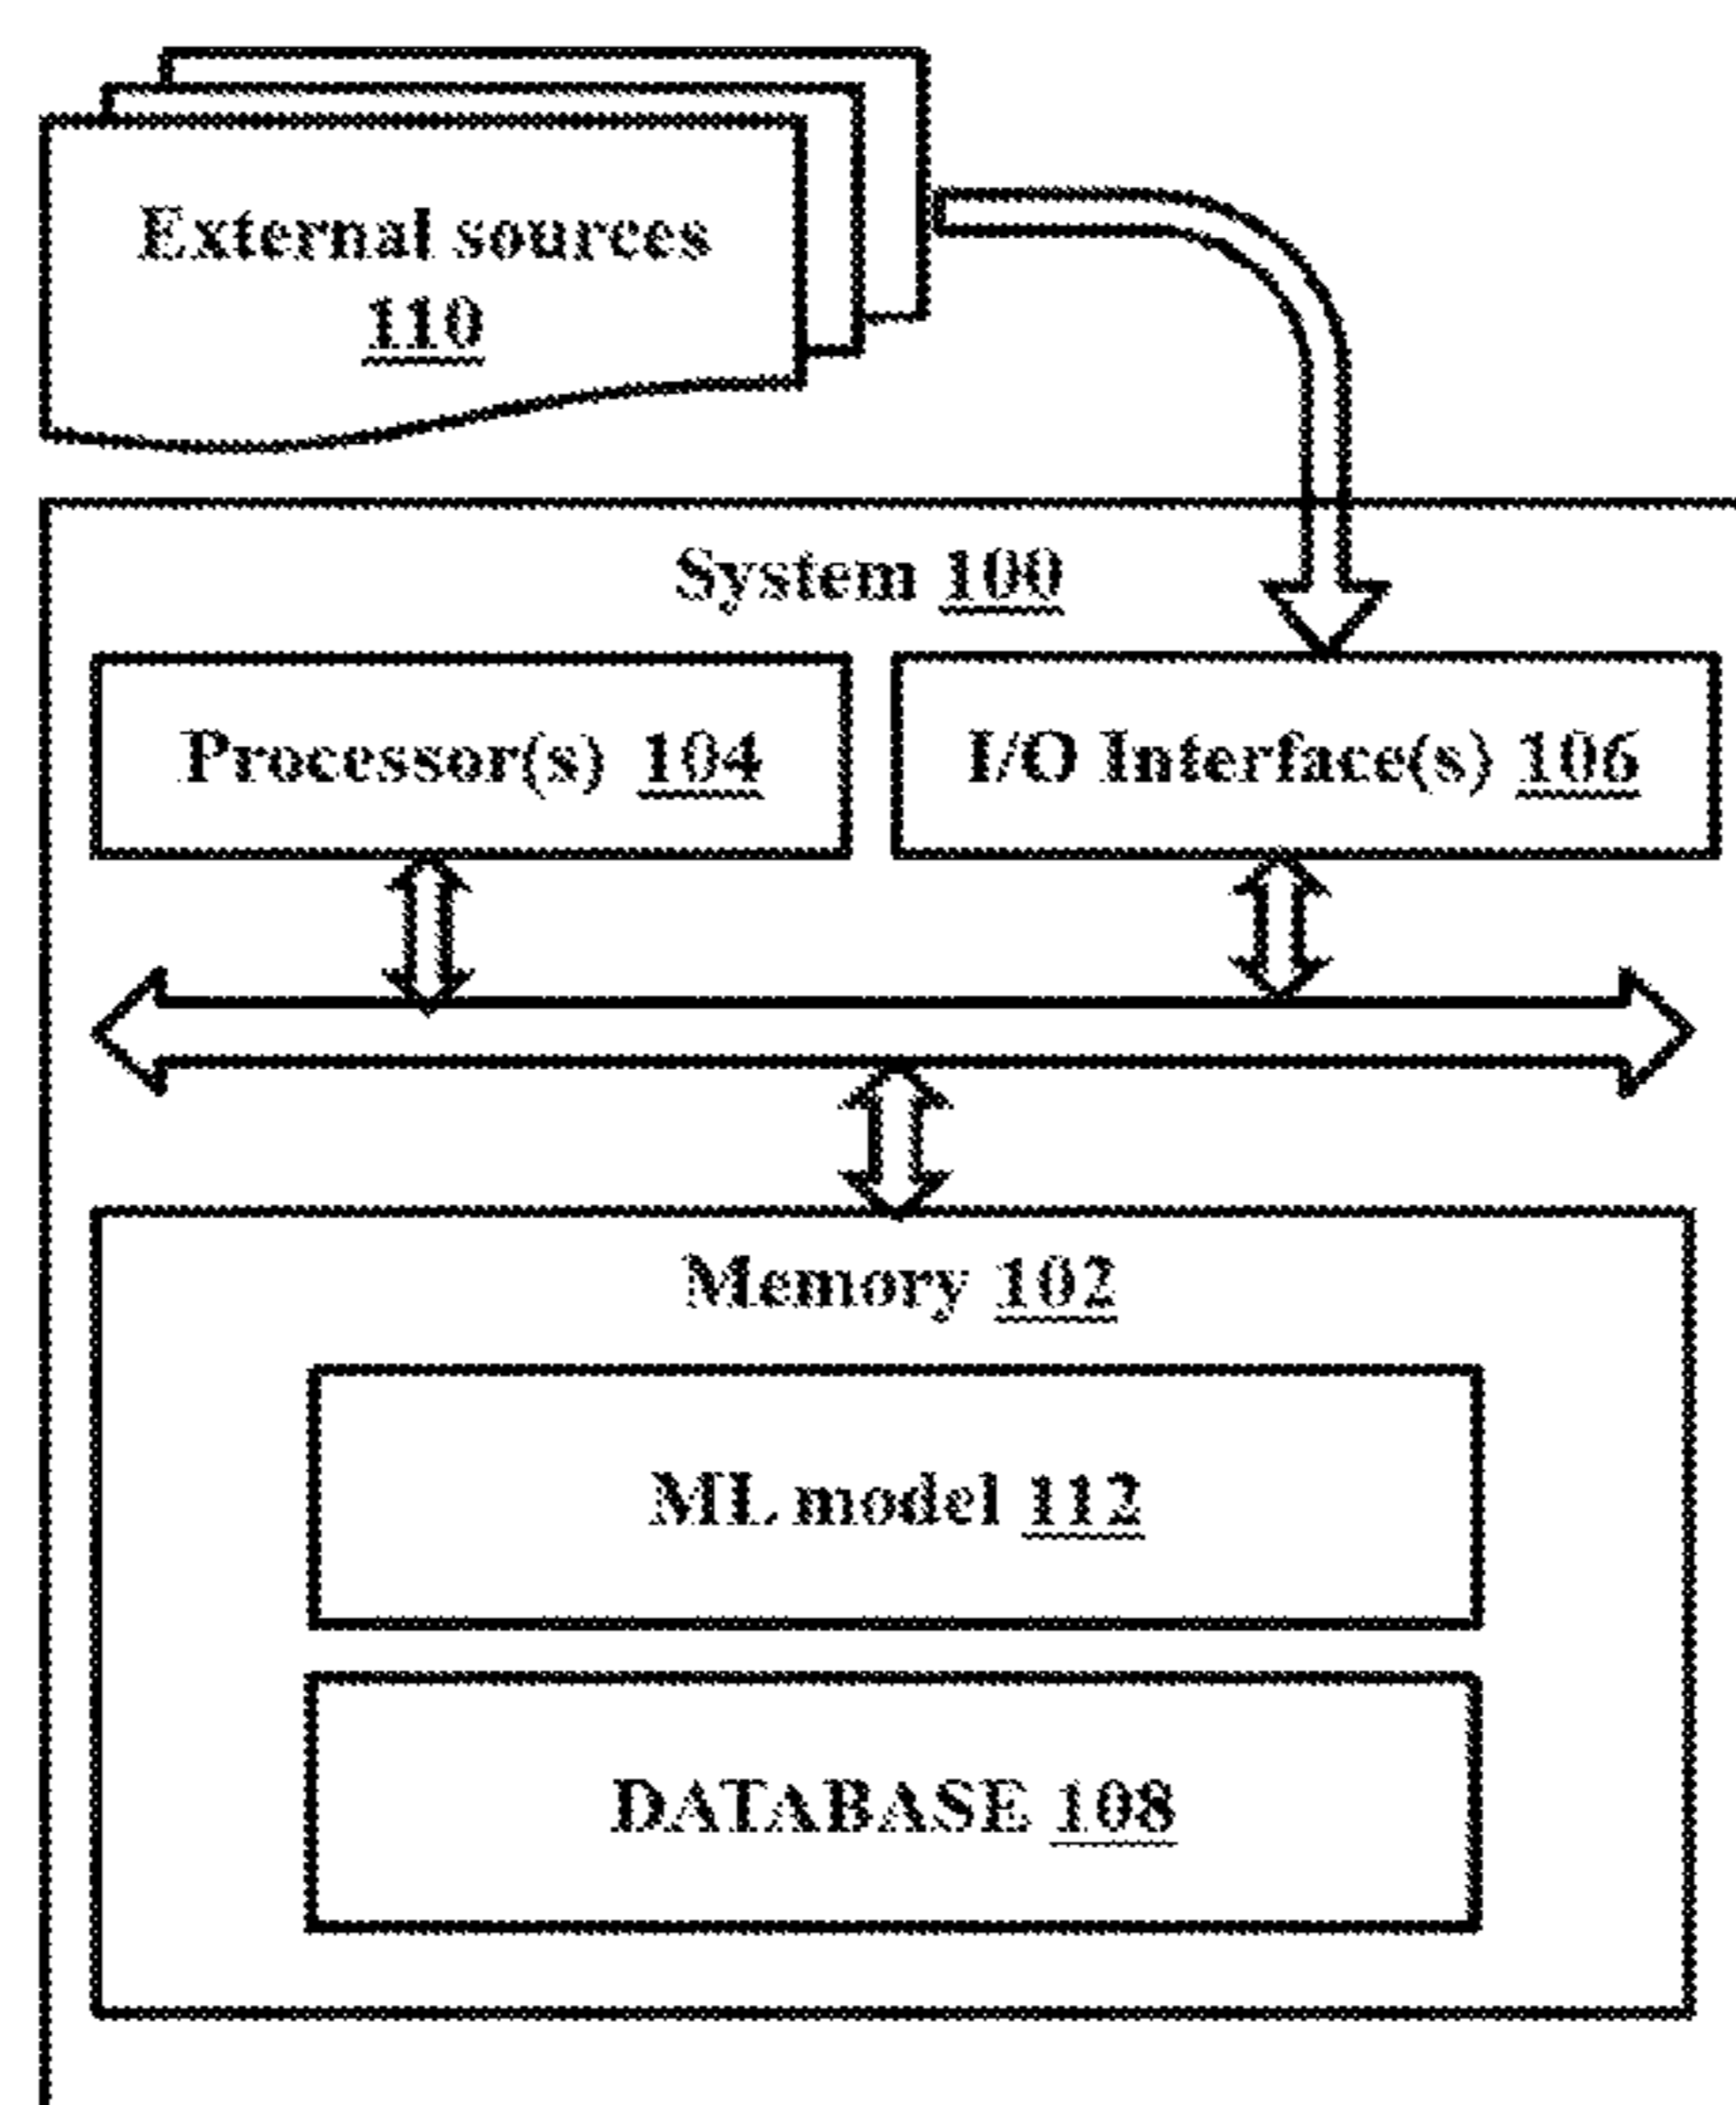 External sources
110
System 100
Processor(s) 104
I/O Interface(s) 106
Memory 102
ML model 112
DATABASE 108